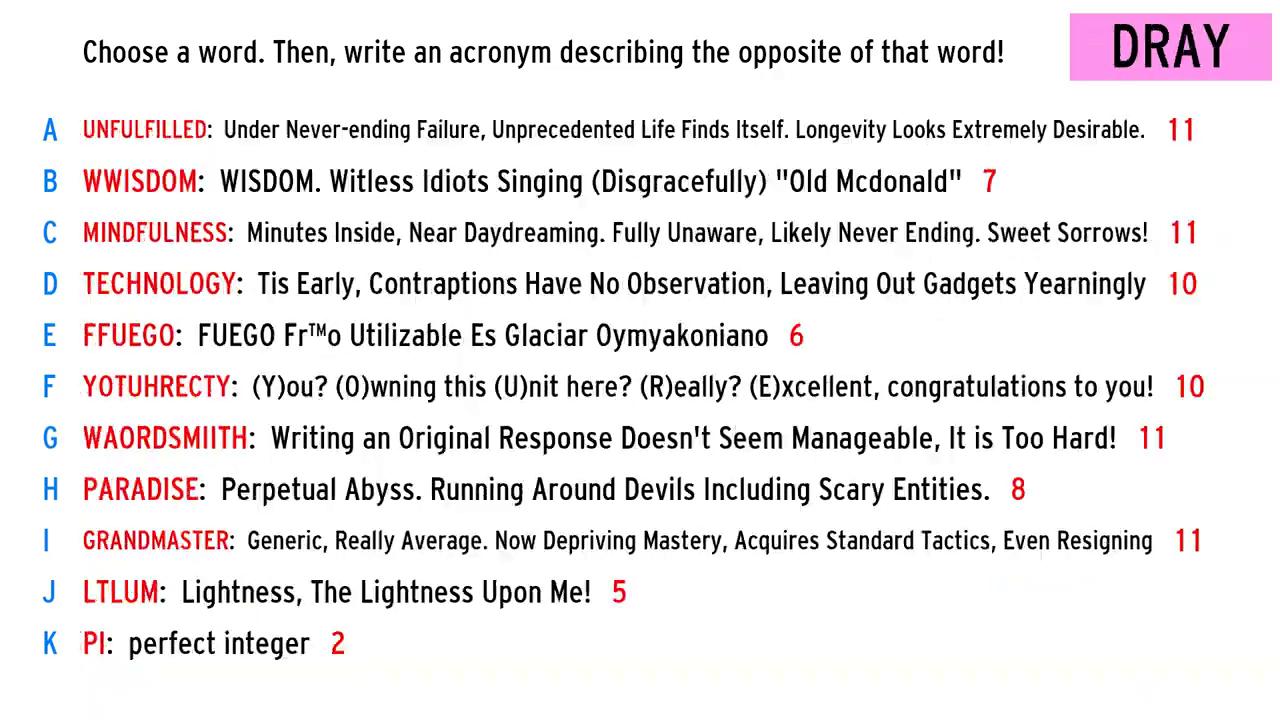 Choose a word. Then, write an acronym describing the opposite of that word!
DRAY
A UNFULFILLED: Under Never-ending Failure, Unprecedented Life Finds Itself. Longevity Looks Extremely Desirable. 11
B WWISDOM: WISDOM. Witless Idiots Singing (Disgracefully) "Old Mcdonald" 7
C MINDFULNESS: Minutes Inside, Near Daydreaming. Fully Unaware, Likely Never Ending. Sweet Sorrows! 11
D TECHNOLOGY: Tis Early, Contraptions Have No Observation, Leaving Out Gadgets Yearningly 10
E FFUEGO: FUEGO Fr™o Utilizable Es Glaciar Oymyakoniano 6
F YOTUHRECTY: (Y)ou? (O)wning this (U)nit here? (R)eally? (E)xcellent, congratulations to you! 10
G WAORDSMIITH: Writing an Original Response Doesn't Seem Manageable, It is Too Hard! 11
H PARADISE: Perpetual Abyss. Running Around Devils Including Scary Entities. 8
I GRANDMASTER: Generic, Really Average. Now Depriving Mastery, Acquires Standard Tactics, Even Resigning 11
J LTLUM: Lightness, The Lightness Upon Me! 5
K PI: perfect integer 2